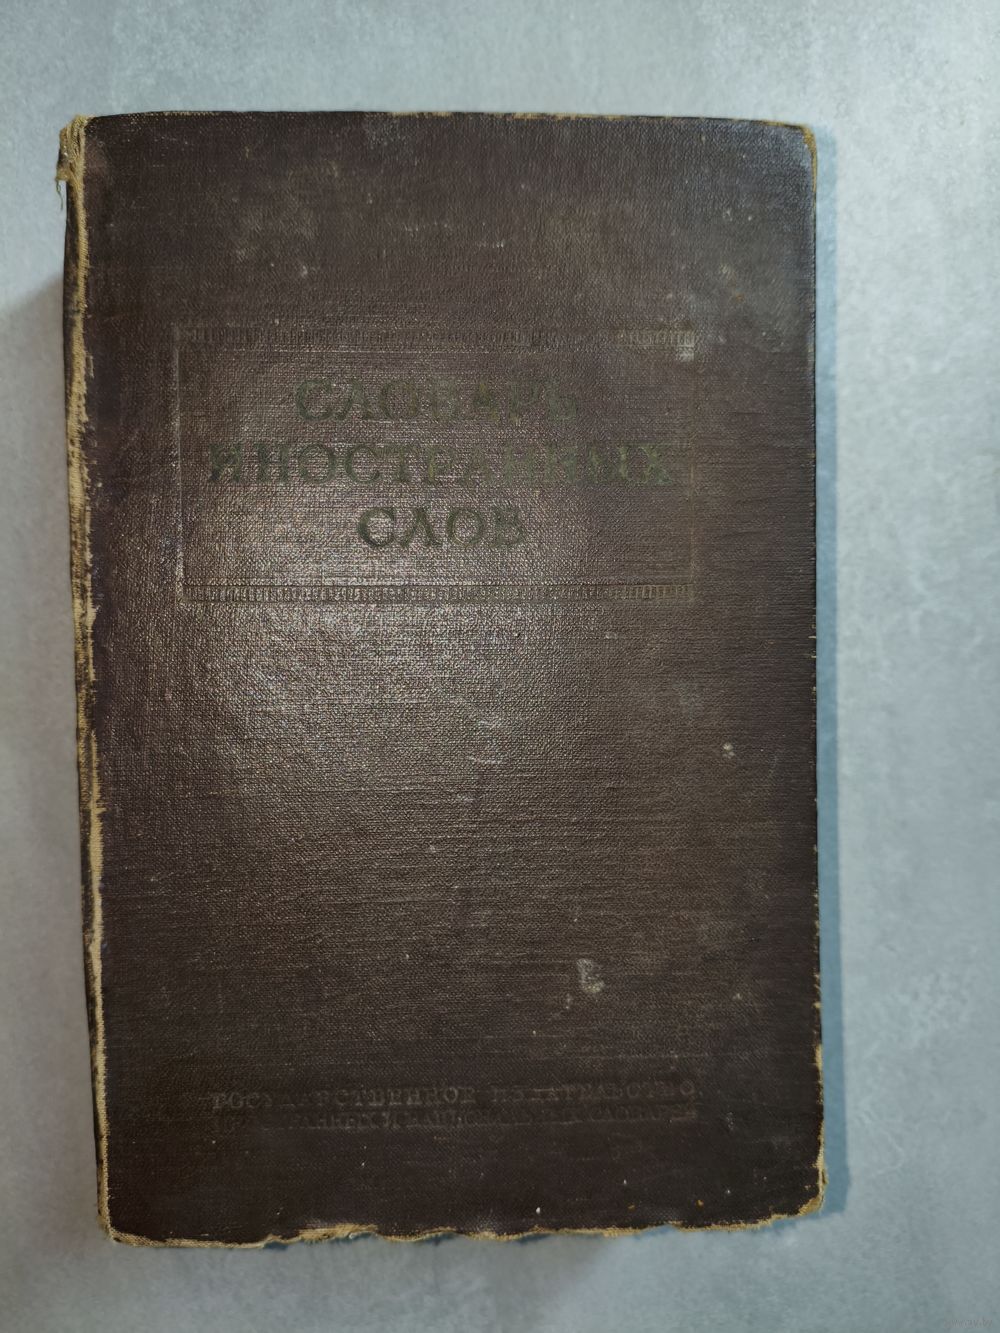 СЛОВАРЬ
ИНОСТРАННЫХ
СЛОВ
ГОСУДАРСТВЕННОЕ ИЗДАТЕЛЬСТВО
ИНОСТРАННЫХ И НАЦИОНАЛЬНЫХ СЛОВАРЕЙ